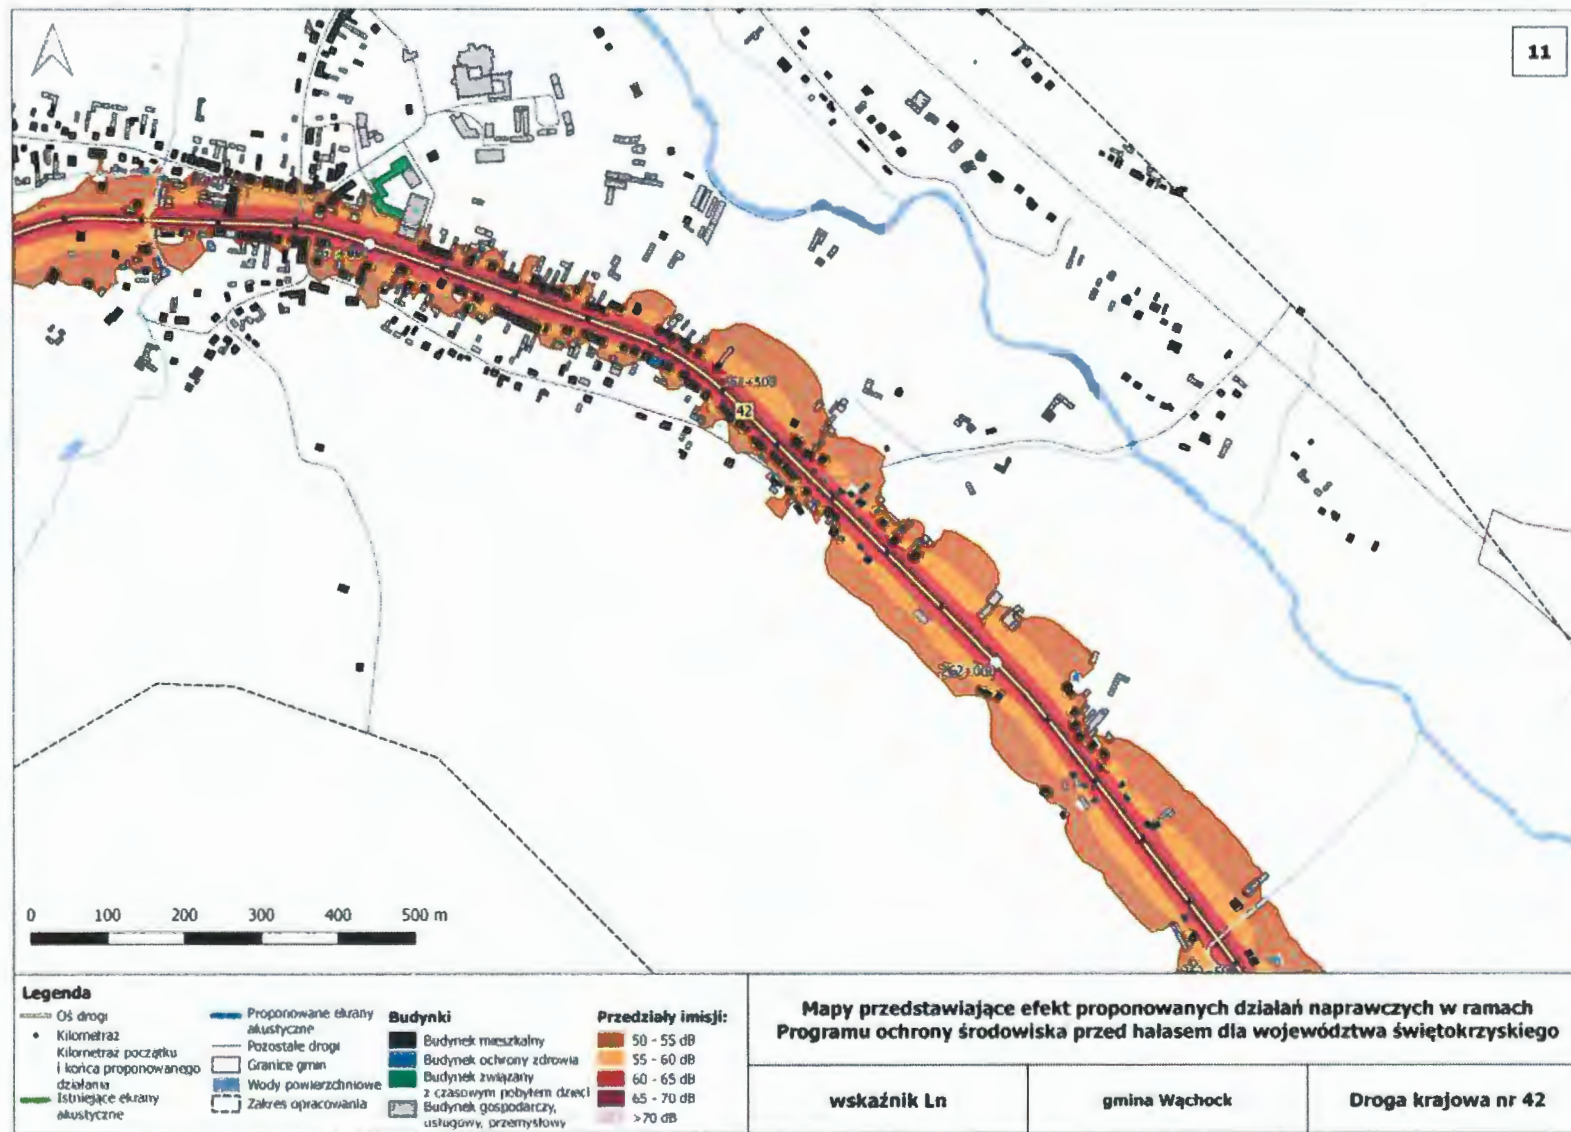 11
61+500
42
262+000
0 100 200 300 400 500 m
Legenda
Oś drogi
Kilometraż
Kilometraż początku
i końca proponowanego
działania
Istniejące ekrany
akustyczne
Proponowane ekrany
akustyczne
Pozostałe drogi
Granice gmin
Wody powierzchniowe
Zakres opracowania
Budynki
Budynek mieszkalny
Budynek ochrony zdrowia
Budynek związany
z czasowym pobytem dzieci
Budynek gospodarczy,
usługowy, przemysłowy
Przedziały imisji:
50 - 55 dB
55 - 60 dB
60 - 65 dB
65 - 70 dB
>70 dB
Mapy przedstawiające efekt proponowanych działań naprawczych w ramach
Programu ochrony środowiska przed hałasem dla województwa świętokrzyskiego
wskaźnik Ln
gmina Wąchock
Droga krajowa nr 42